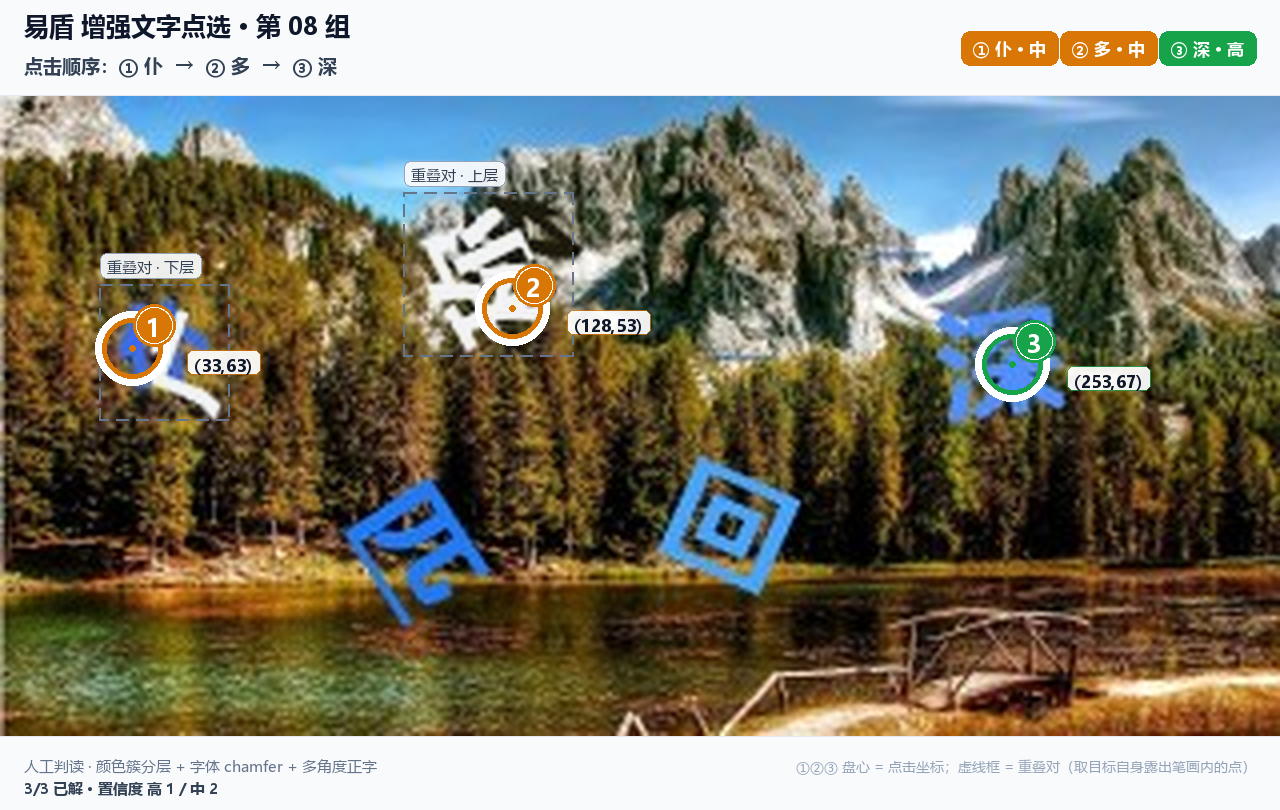 易盾 增强文字点选 • 第 08 组
点击顺序: ① 仆 → ② 多 → ③ 深
① 仆 • 中
② 多 • 中
③ 深 • 高
重叠对 · 上层
重叠对 · 下层
2
(128,53)
1
(33,63)
3
(253,67)
深
回
人工判读 · 颜色簇分层 + 字体 chamfer + 多角度正字
3/3 已解 • 置信度 高 1 / 中 2
①②③ 盘心 = 点击坐标; 虚线框 = 重叠对 (取目标自身露出笔画内的点)